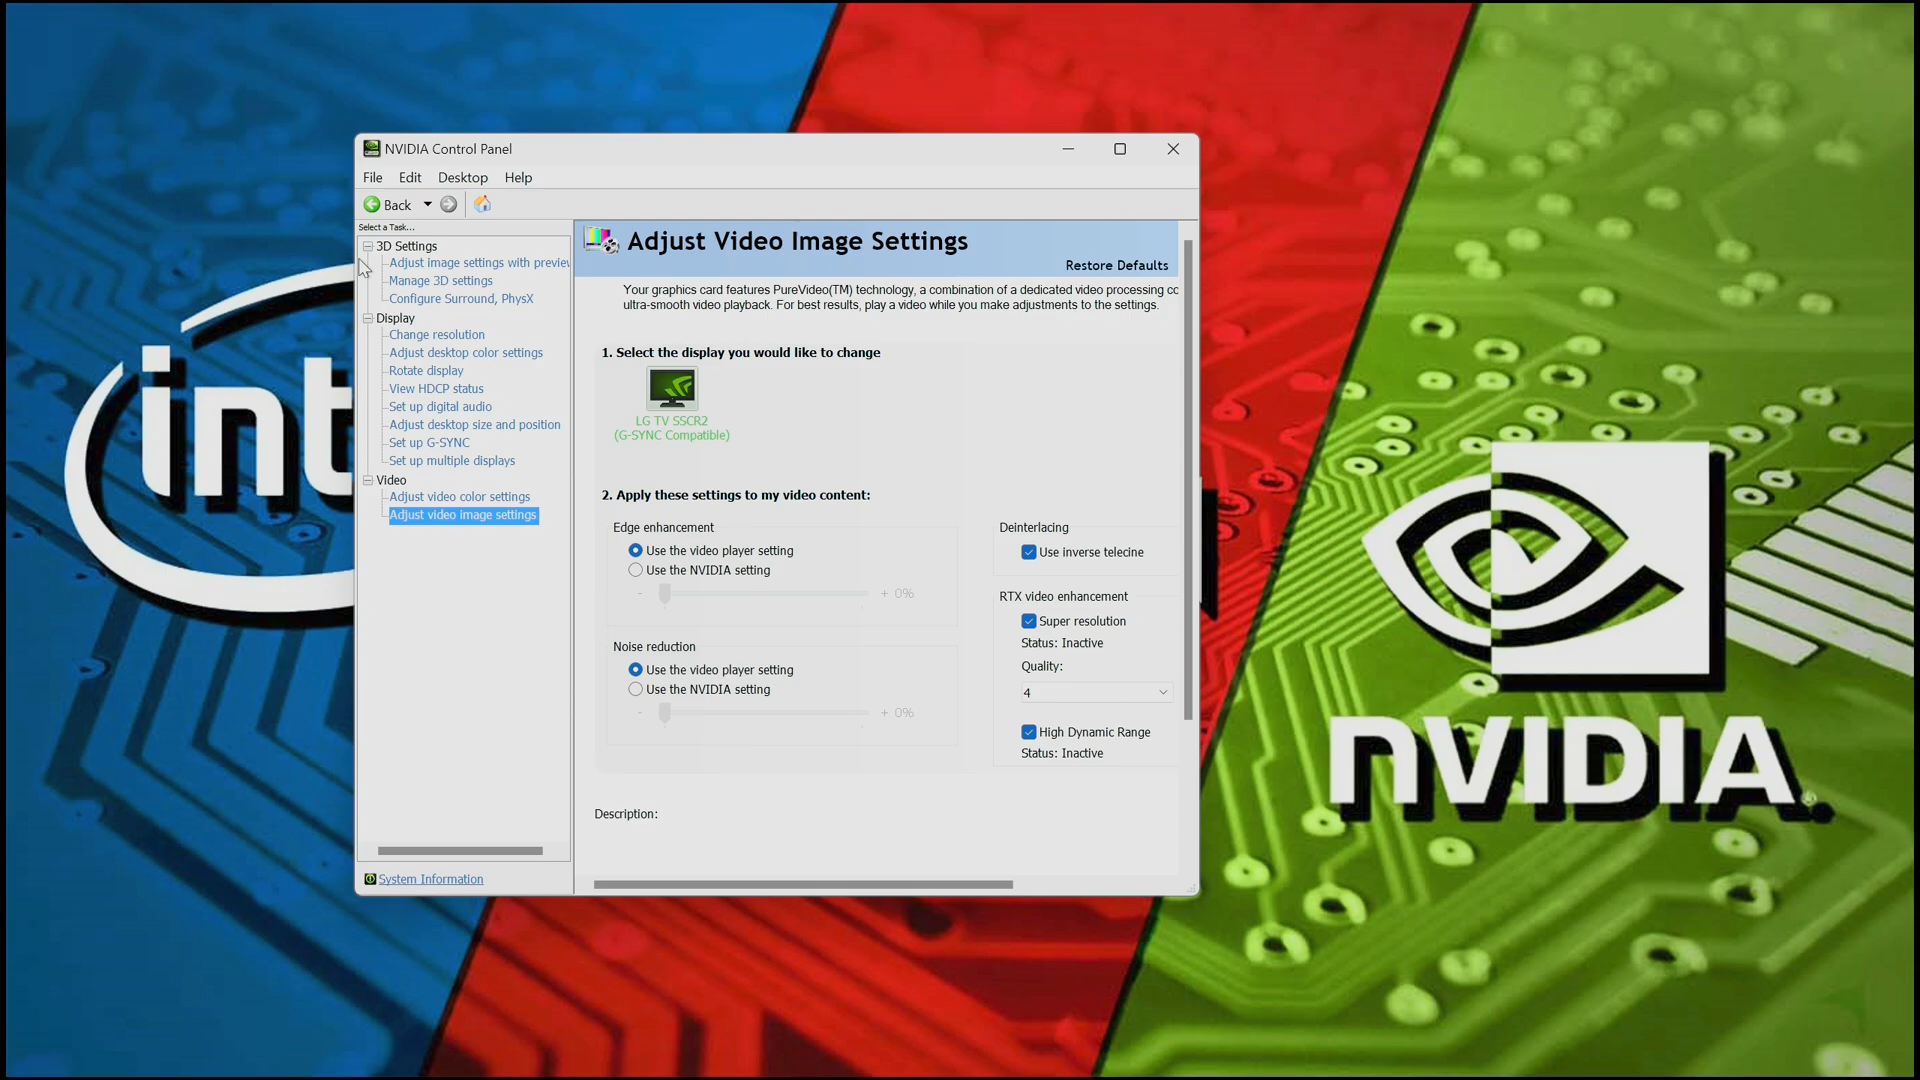 NVIDIA Control Panel
File Edit Desktop Help
Back
Select a Task...
3D Settings
Adjust image settings with preview
Manage 3D settings
Configure Surround, PhysX
Display
Change resolution
Adjust desktop color settings
Rotate display
View HDCP status
Set up digital audio
Adjust desktop size and position
Set up G-SYNC
Set up multiple displays
Video
Adjust video color settings
Adjust video image settings
System Information
Adjust Video Image Settings
Restore Defaults
Your graphics card features PureVideo(TM) technology, a combination of a dedicated video processing co
ultra-smooth video playback. For best results, play a video while you make adjustments to the settings.
1. Select the display you would like to change
LG TV SSCR2
(G-SYNC Compatible)
2. Apply these settings to my video content:
Edge enhancement
Use the video player setting
Use the NVIDIA setting
- + 0%
Noise reduction
Use the video player setting
Use the NVIDIA setting
- + 0%
Deinterlacing
Use inverse telecine
RTX video enhancement
Super resolution
Status: Inactive
Quality:
4
High Dynamic Range
Status: Inactive
Description:
int
NVIDIA®